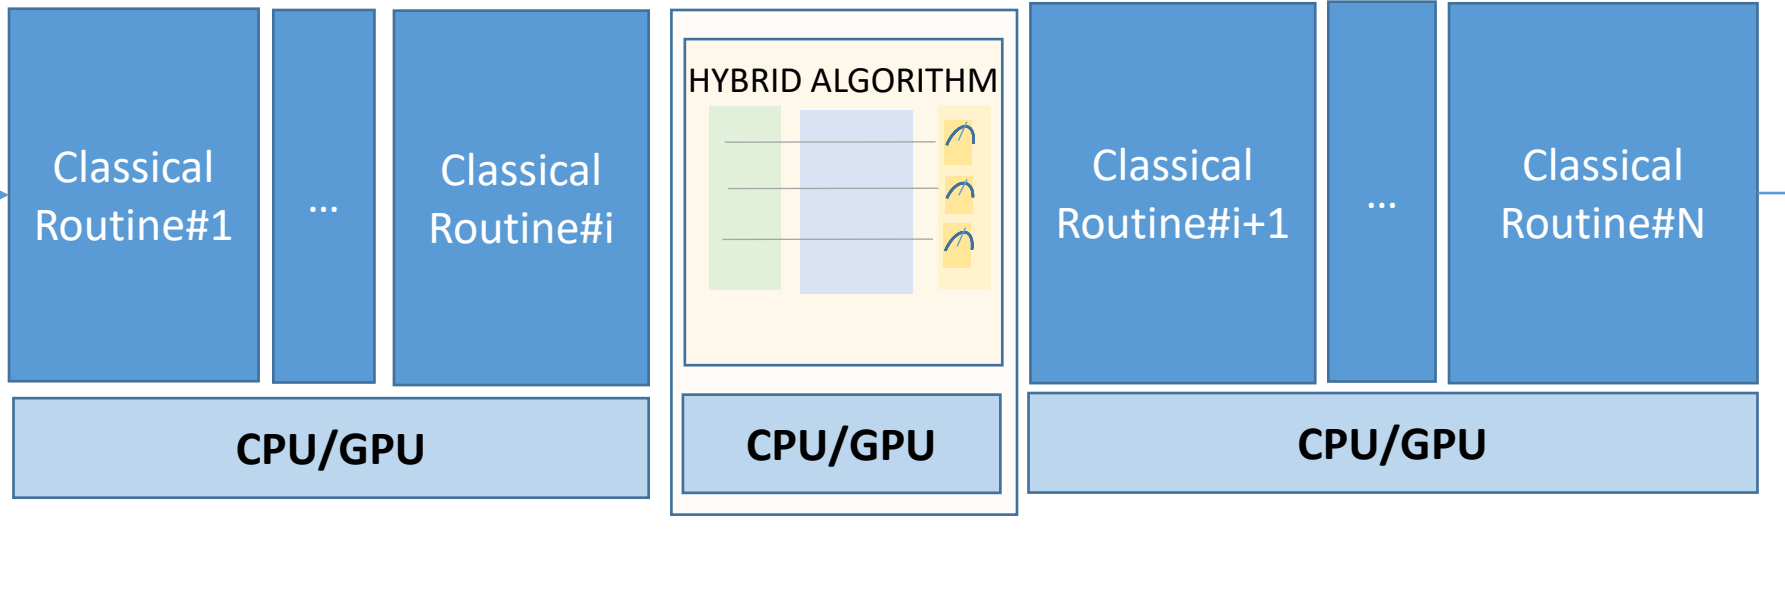 Classical
Routine#1
...
Classical
Routine#i
HYBRID ALGORITHM
Classical
Routine#i+1
...
Classical
Routine#N
CPU/GPU
CPU/GPU
CPU/GPU